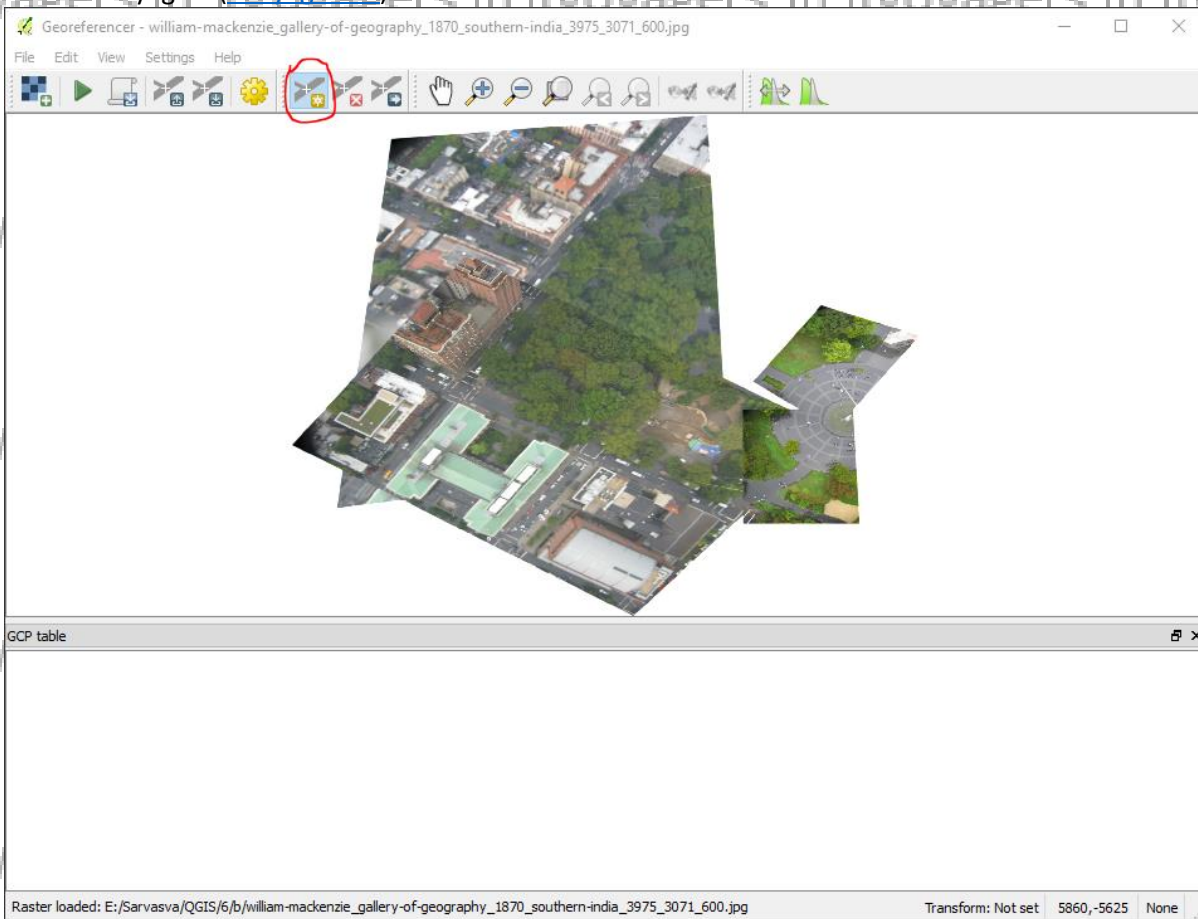 Georeferencer - william-mackenzie_gallery-of-geography_1870_southern-india_3975_3071_600.jpg
File Edit View Settings Help
GCP table
Raster loaded: E:/Sarvasva/QGIS/6/b/william-mackenzie_gallery-of-geography_1870_southern-india_3975_3071_600.jpg Transform: Not set 5860,-5625 None